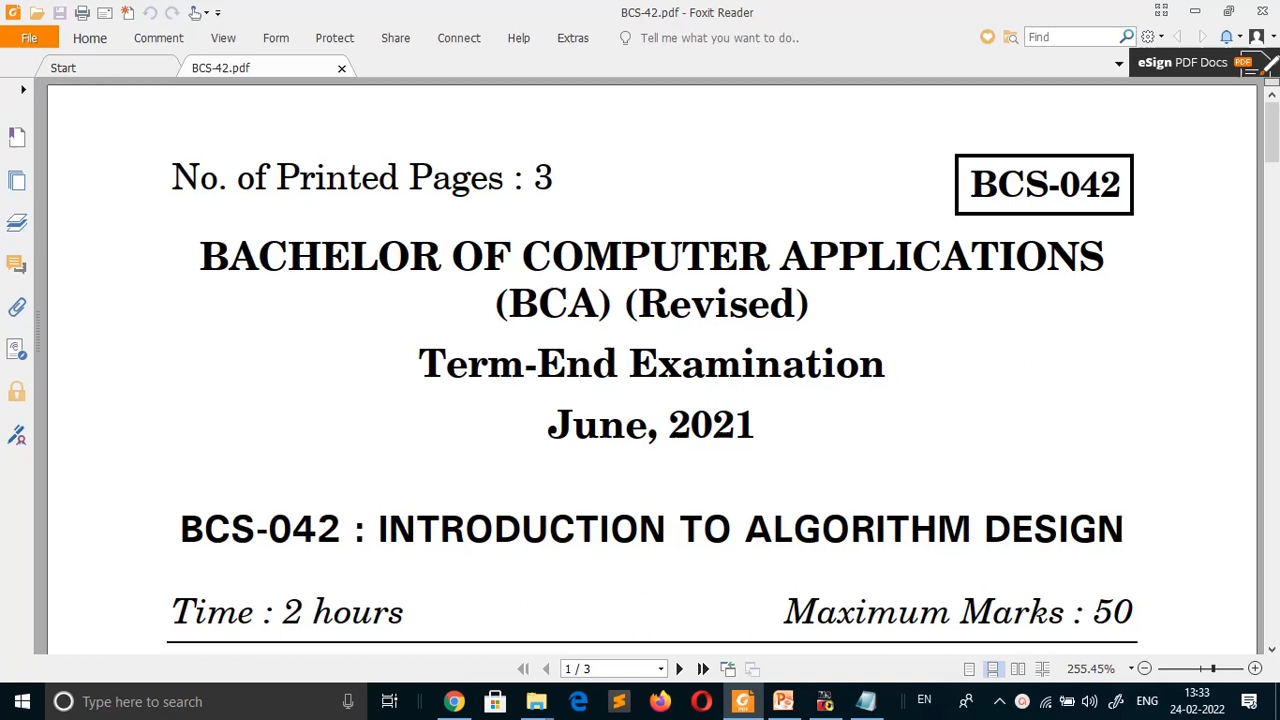 BCS-42.pdf - Foxit Reader
File Home Comment View Form Protect Share Connect Help Extras Tell me what you want to do.. Find
Start BCS-42.pdf eSign PDF Docs PDF
No. of Printed Pages : 3
BCS-042
BACHELOR OF COMPUTER APPLICATIONS
(BCA) (Revised)
Term-End Examination
June, 2021
BCS-042 : INTRODUCTION TO ALGORITHM DESIGN
Time : 2 hours Maximum Marks : 50
1 / 3 255.45%
Type here to search EN ENG 13:33
24-02-2022